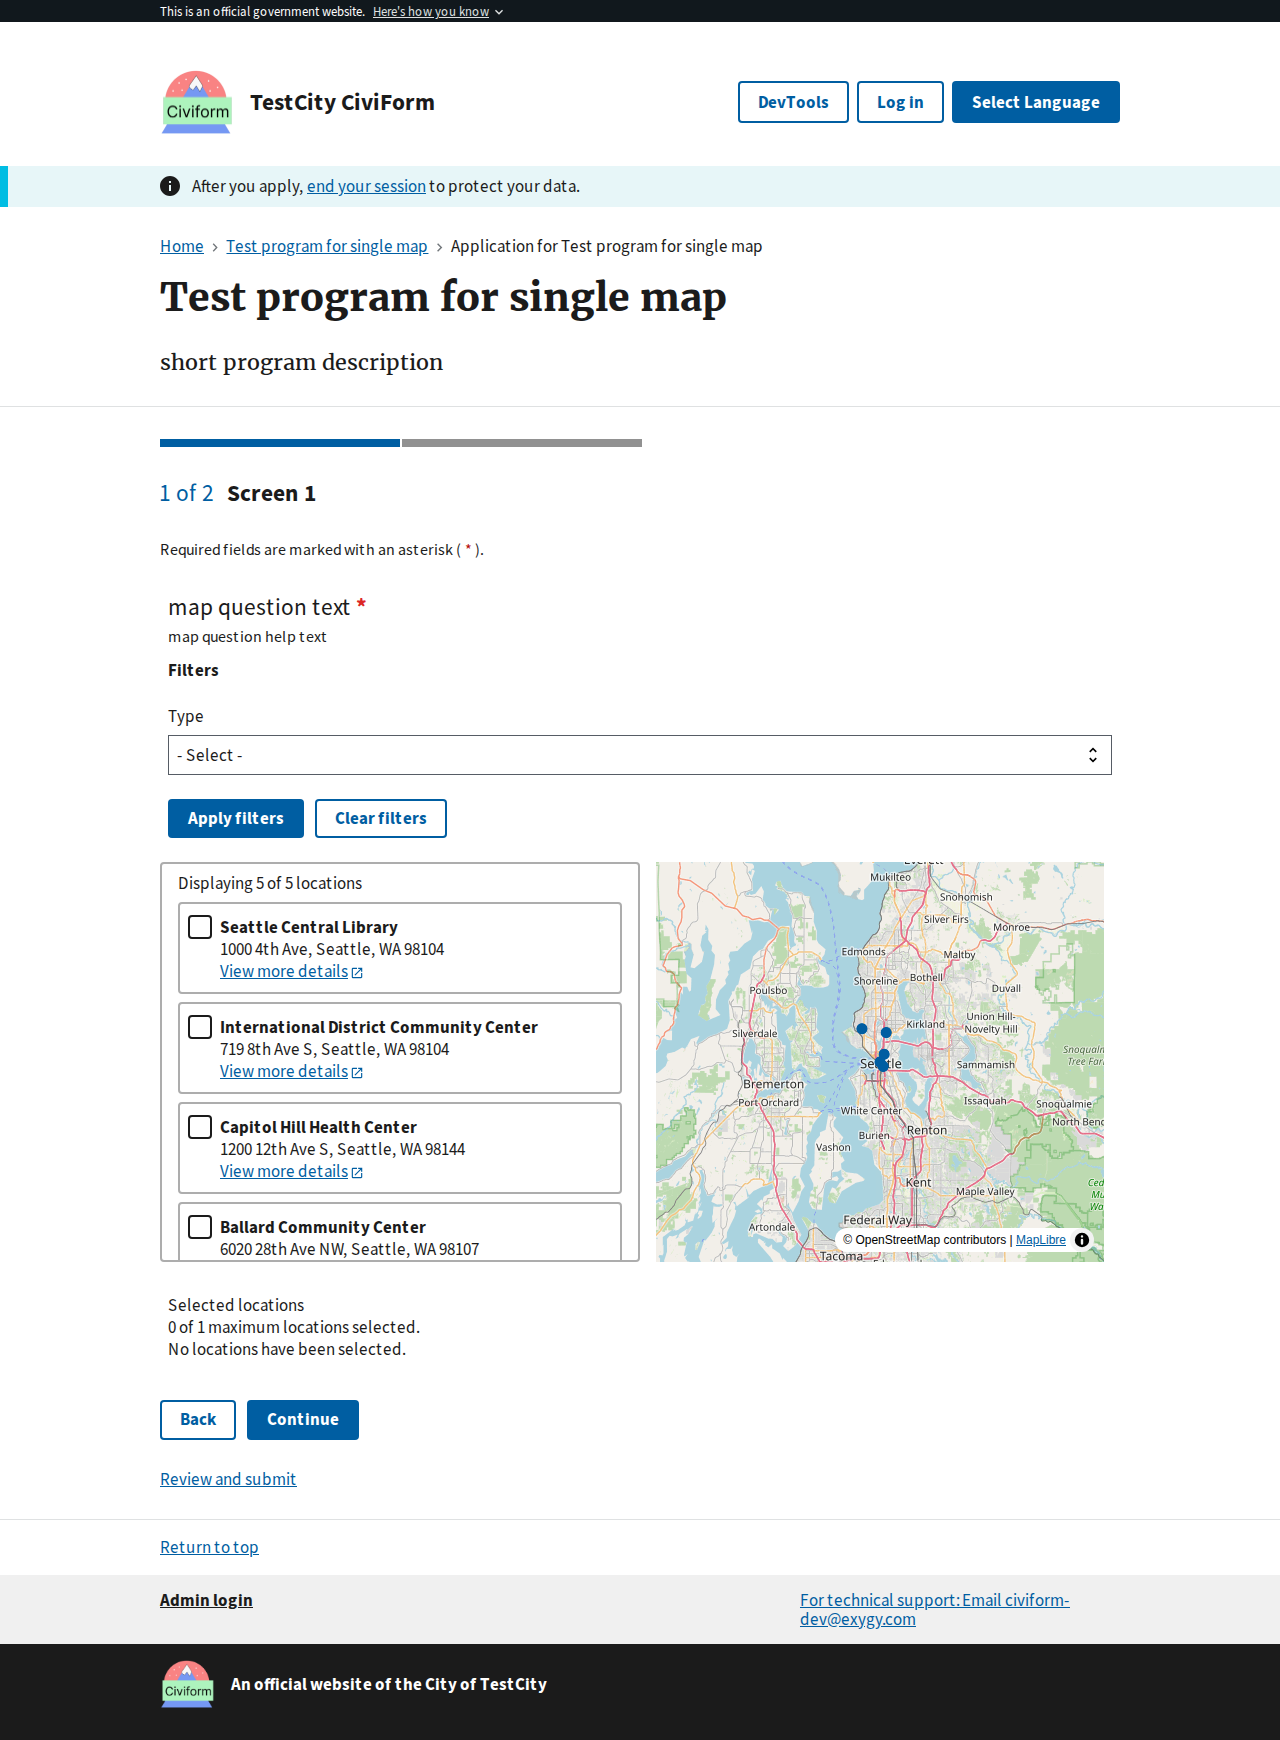 This is an official government website. Here's how you know
Civiform
TestCity CiviForm
DevTools
Log in
Select Language
After you apply, end your session to protect your data.
Home
Test program for single map
Application for Test program for single map
Test program for single map
short program description
1 of 2 Screen 1
Required fields are marked with an asterisk ( * ).
map question text *
map question help text
Filters
Type
- Select -
Apply filters
Clear filters
Displaying 5 of 5 locations
Seattle Central Library
1000 4th Ave, Seattle, WA 98104
View more details
International District Community Center
719 8th Ave S, Seattle, WA 98104
View more details
Capitol Hill Health Center
1200 12th Ave S, Seattle, WA 98144
View more details
Ballard Community Center
6020 28th Ave NW, Seattle, WA 98107
Mukilteo
Snohomish
Silver Firs
Monroe
Edmonds
Maltby
Shoreline
Bothell
Poulsbo
Duvall
Silverdale
Kirkland
Union Hill-
Novelty Hill
Sammamish
Bremerton
Port Orchard
White Center
Issaquah
Snoqualmie
Burien
Renton
Vashon
Kent
Maple Valley
Artondale
Federal Way
Tacoma
© OpenStreetMap contributors | MapLibre
Selected locations
0 of 1 maximum locations selected.
No locations have been selected.
Back
Continue
Review and submit
Return to top
Admin login
For technical support: Email civiform-
dev@exygy.com
Civiform
An official website of the City of TestCity